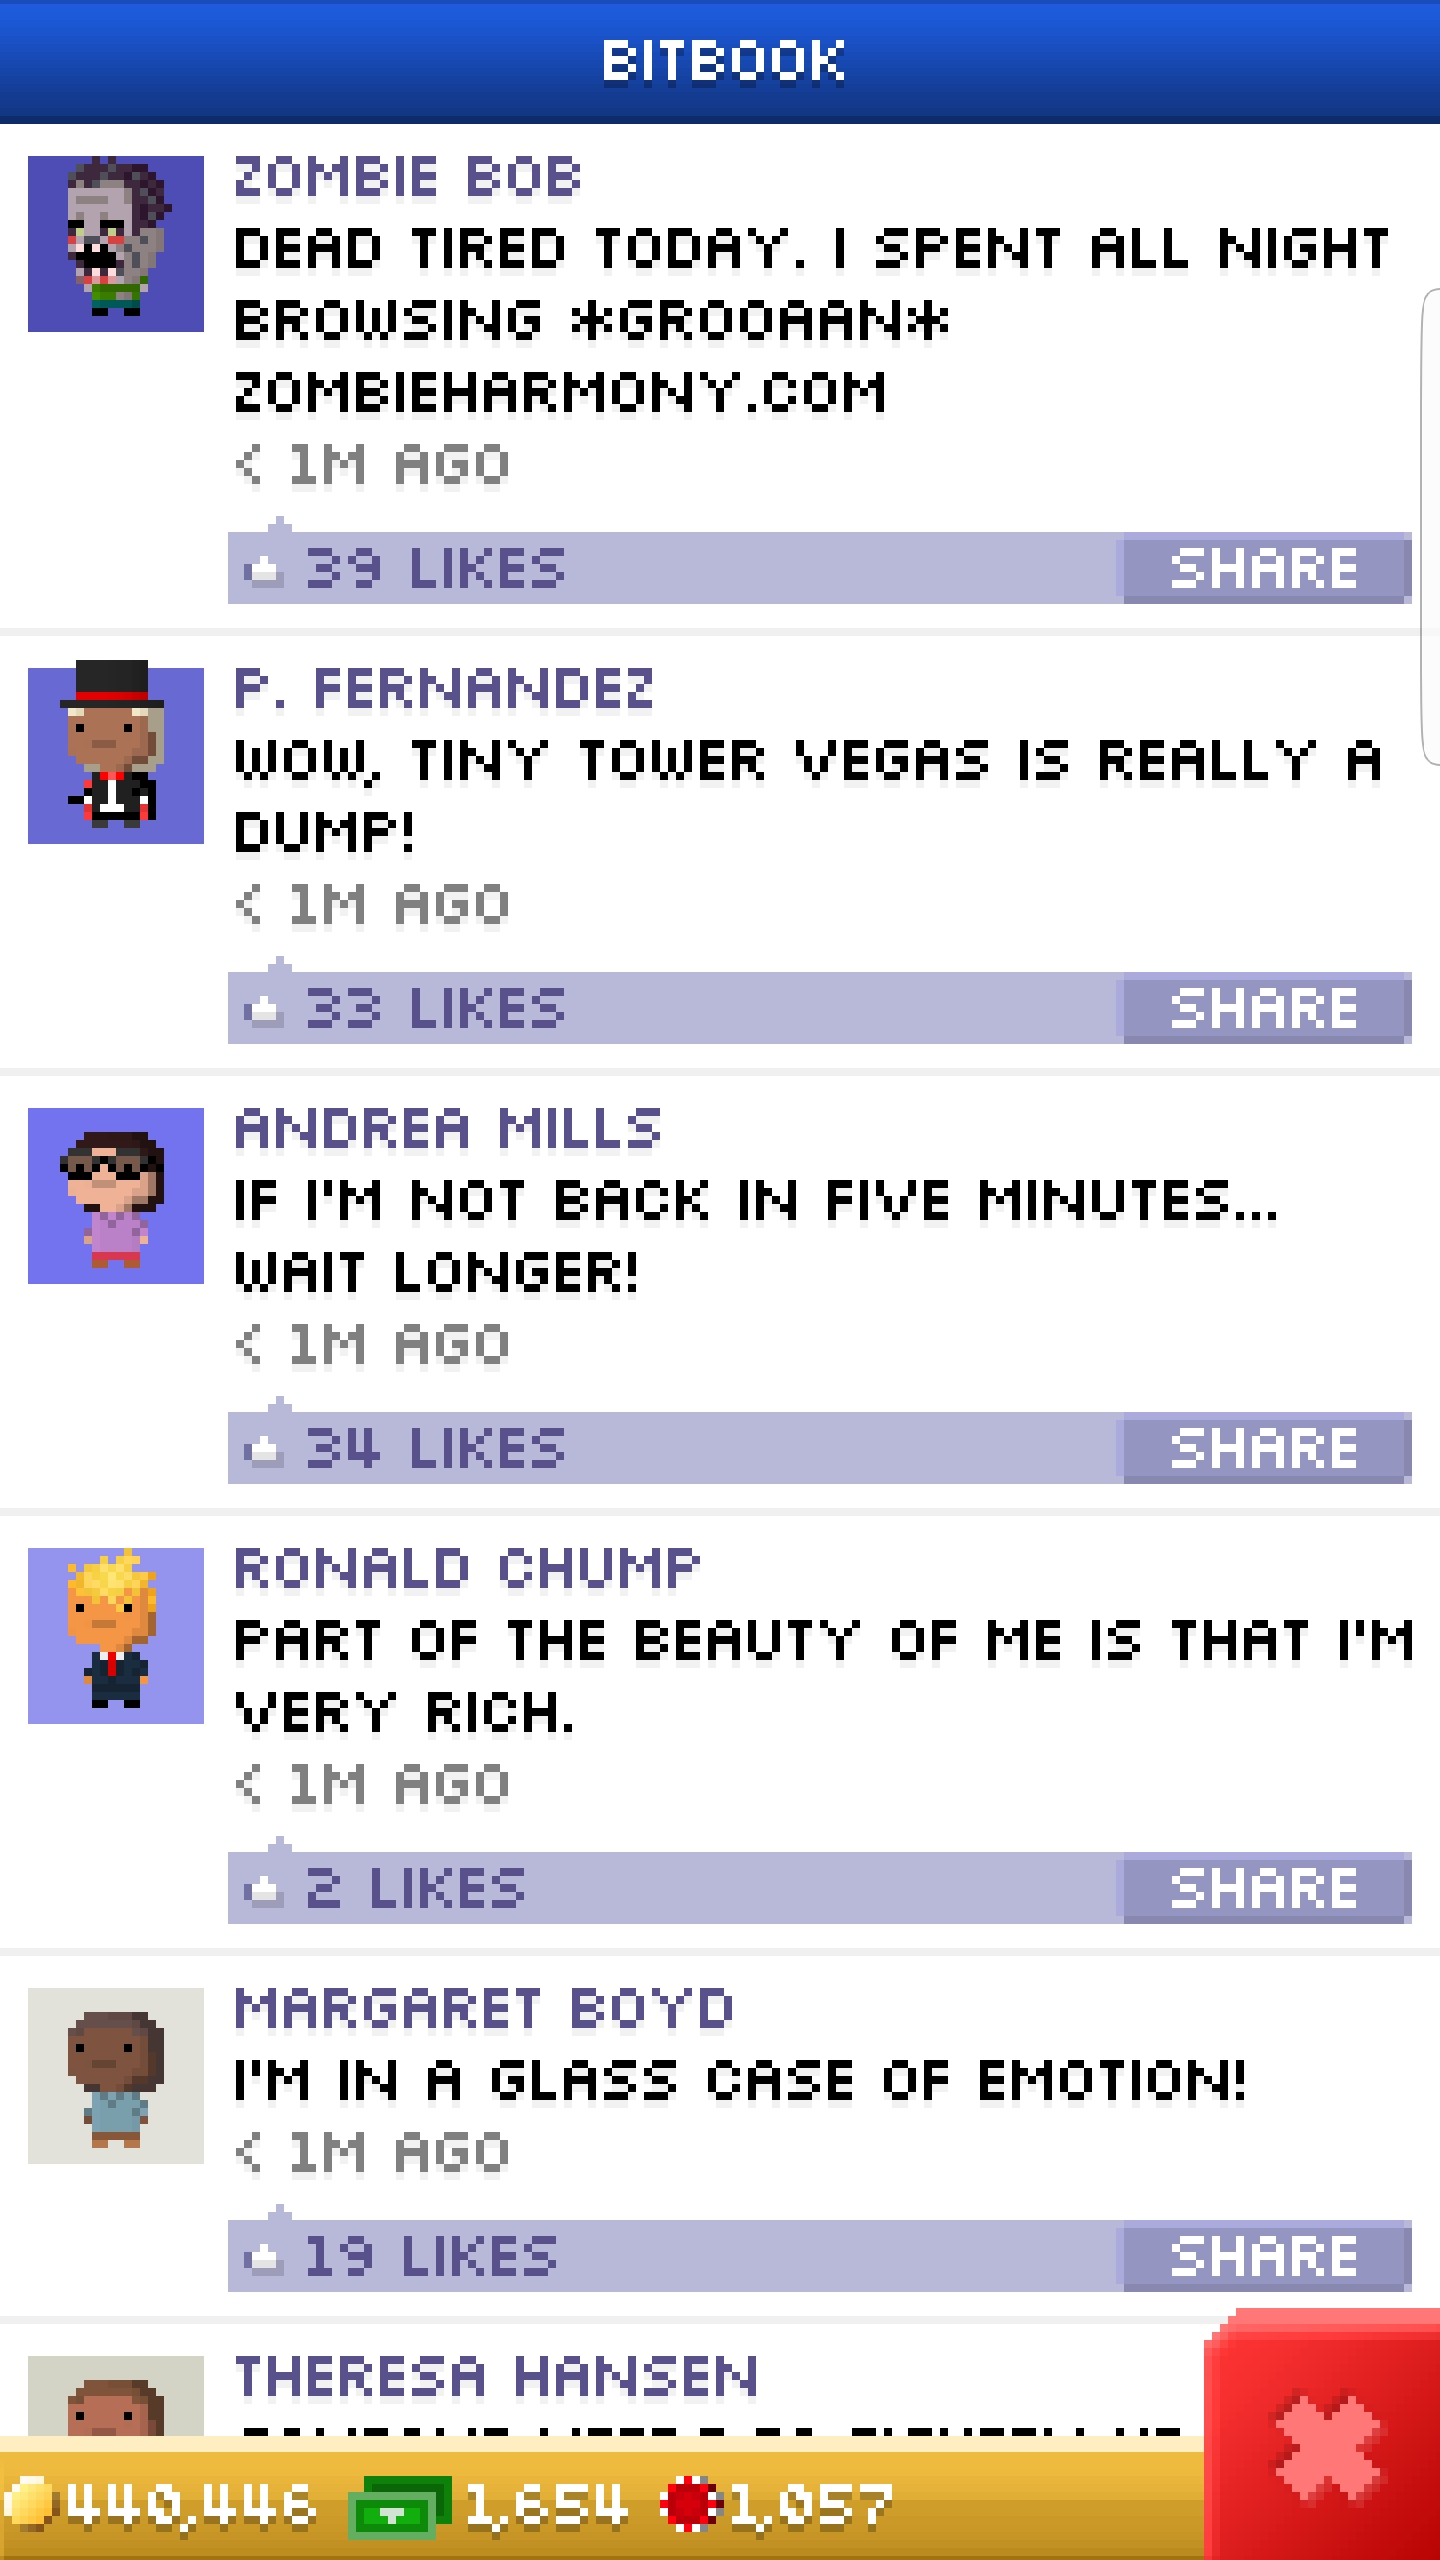 BITBOOK
ZOMBIE BOB
DEAD TIRED TODAY. I SPENT ALL NIGHT
BROWSING *GROOAAN*
ZOMBIEHARMONY.COM
< 1M AGO
39 LIKES SHARE
P. FERNANDEZ
WOW, TINY TOWER VEGAS IS REALLY A
DUMP!
< 1M AGO
33 LIKES SHARE
ANDREA MILLS
IF I'M NOT BACK IN FIVE MINUTES...
WAIT LONGER!
< 1M AGO
34 LIKES SHARE
RONALD CHUMP
PART OF THE BEAUTY OF ME IS THAT I'M
VERY RICH.
< 1M AGO
2 LIKES SHARE
MARGARET BOYD
I'M IN A GLASS CASE OF EMOTION!
< 1M AGO
19 LIKES SHARE
THERESA HANSEN
440,446 1,654 1,057